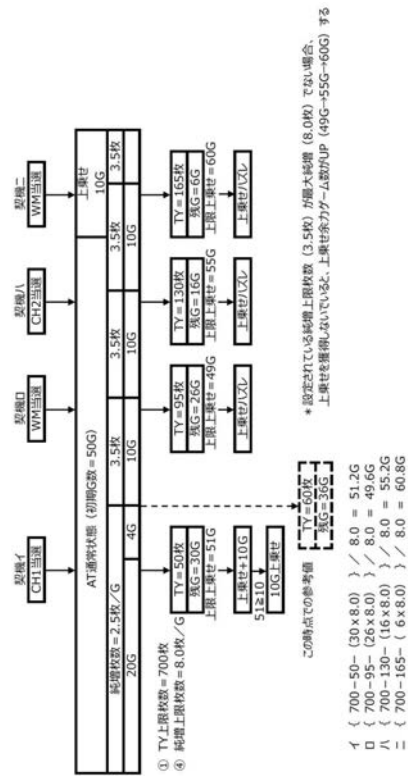 契機イ
CH1当選
契機ロ
WM当選
契機ハ
CH2当選
契機ニ
WM当選
AT通常状態（初期G数＝50G）
上乗せ
10G
純増枚数＝2.5枚/G
3.5枚
3.5枚
3.5枚
3.5枚
20G
4G
10G
10G
10G
① TY上限枚数＝700枚
④ 純増上限枚数＝8.0枚/G
TY＝50枚
残G＝30G
上限上乗せ＝51G
上乗せ+10G
51≧10
10G上乗せ
TY＝95枚
残G＝26G
上限上乗せ＝49G
上乗せハズレ
TY＝130枚
残G＝16G
上限上乗せ＝55G
上乗せハズレ
TY＝165枚
残G＝6G
上限上乗せ＝60G
上乗せハズレ
この時点での参考値
TY＝60枚
残G＝36G
＊設定されている純増上限枚数（3.5枚）が最大純増（8.0枚）でない場合、
上乗せを獲得しないでいると、上乗せ余力ゲーム数がUP（49G→55G→60G）する
イ { 700－50－ (30×8.0) } / 8.0 = 51.2G
ロ { 700－95－ (26×8.0) } / 8.0 = 49.6G
ハ { 700－130－ (16×8.0) } / 8.0 = 55.2G
ニ { 700－165－ ( 6×8.0) } / 8.0 = 60.8G